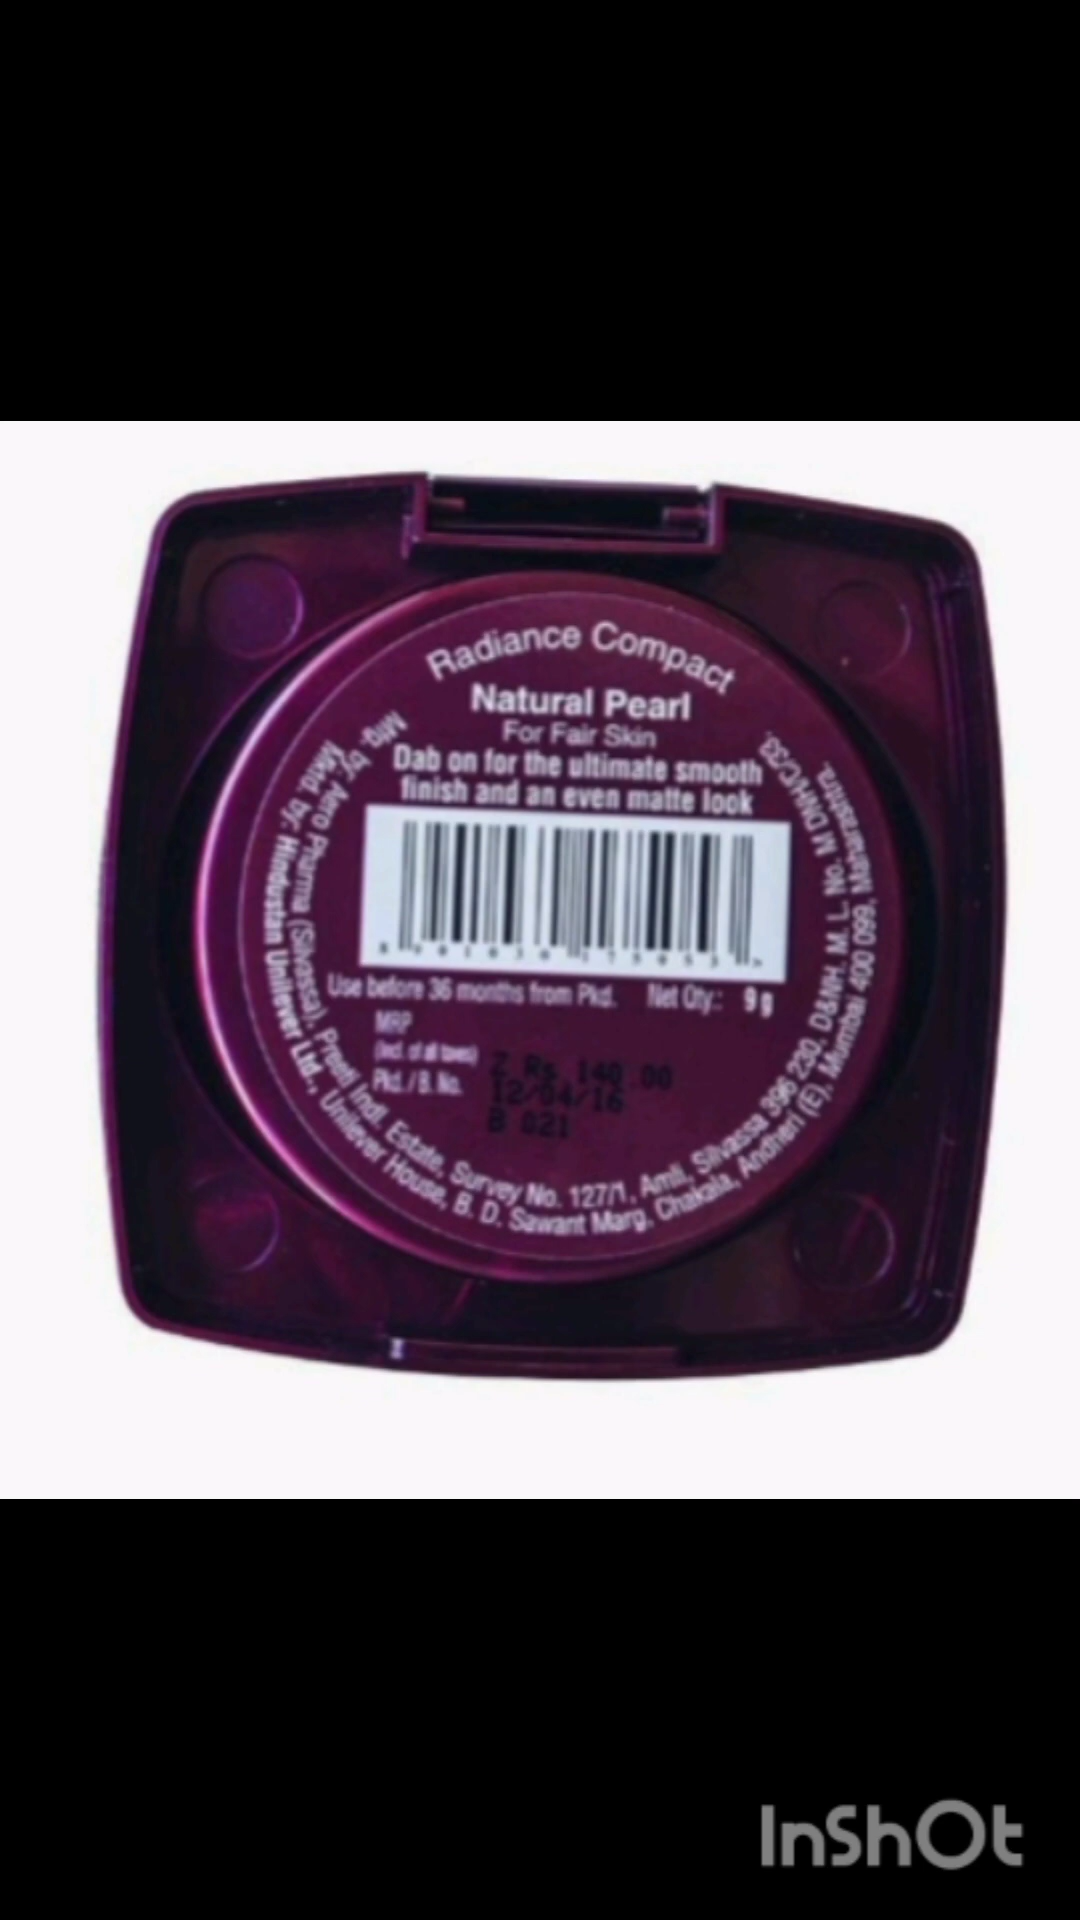 Radiance Compact
Natural Pearl
For Fair Skin
Dab on for the ultimate smooth
finish and an even matte look
Use before 36 months from Pkd. Net Qty.: 9 g
MRP
(Incl. of all taxes)
Rs. 140.00
Pkd./B. No.
12/04/16
B 021
Mfg. by: Aero Pharma (Silvassa), Preeti Indl. Estate, Survey No. 127/1, Amli, Silvassa 396 230. D&NH. M. L. No. M DNH/C/33.
Mktd. by: Hindustan Unilever Ltd., Unilever House, B. D. Sawant Marg, Chakala, Andheri (E), Mumbai 400 099, Maharashtra.
InShOt